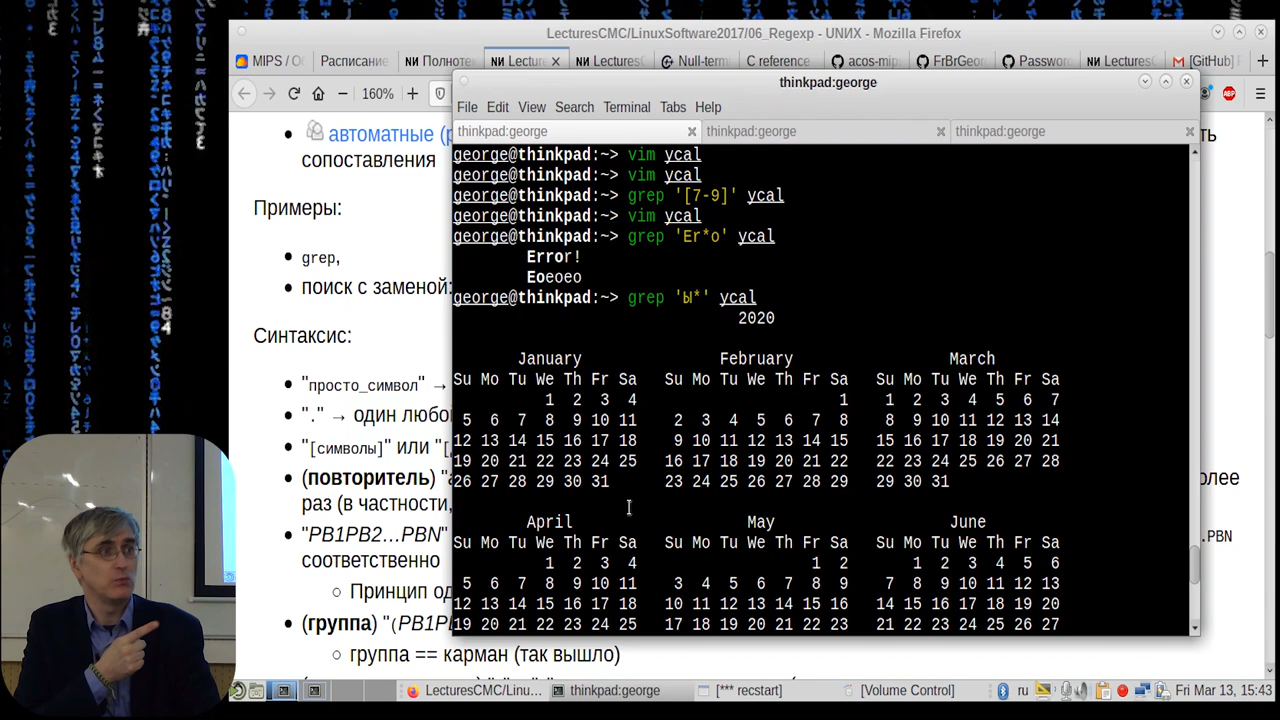 LecturesCMC/LinuxSoftware2017/06_Regexp - UNИX - Mozilla Firefox
MIPS / O
Расписание
NИ Полноте
NИ Lecture
NИ LecturesC
Null-term
C reference
acos-mip
FrBrGeor
Passwor
NИ LecturesC
[GitHub] F
160%
ABP
thinkpad:george
File Edit View Search Terminal Tabs Help
thinkpad:george
thinkpad:george
thinkpad:george
автоматные (р
ть
сопоставления
Примеры:
grep,
поиск с заменой:
Синтаксис:
"просто_символ" →
"." → один любой
"[символы]" или "[
(повторитель) "а
более
раз (в частности,
"РВ1РВ2…РВN"
.РВN
соответственно
Принцип од
(группа) "(РВ1РВ
группа == карман (так вышло)
george@thinkpad:~> vim ycal
george@thinkpad:~> vim ycal
george@thinkpad:~> grep '[7-9]' ycal
george@thinkpad:~> vim ycal
george@thinkpad:~> grep 'Er*o' ycal
Error!
Eoeoeo
george@thinkpad:~> grep 'Ы*' ycal
2020
January February March
Su Mo Tu We Th Fr Sa Su Mo Tu We Th Fr Sa Su Mo Tu We Th Fr Sa
1 2 3 4 1 1 2 3 4 5 6 7
5 6 7 8 9 10 11 2 3 4 5 6 7 8 8 9 10 11 12 13 14
12 13 14 15 16 17 18 9 10 11 12 13 14 15 15 16 17 18 19 20 21
19 20 21 22 23 24 25 16 17 18 19 20 21 22 22 23 24 25 26 27 28
26 27 28 29 30 31 23 24 25 26 27 28 29 29 30 31
April May June
Su Mo Tu We Th Fr Sa Su Mo Tu We Th Fr Sa Su Mo Tu We Th Fr Sa
1 2 3 4 1 2 1 2 3 4 5 6
5 6 7 8 9 10 11 3 4 5 6 7 8 9 7 8 9 10 11 12 13
12 13 14 15 16 17 18 10 11 12 13 14 15 16 14 15 16 17 18 19 20
19 20 21 22 23 24 25 17 18 19 20 21 22 23 21 22 23 24 25 26 27
LecturesCMC/Linu...
thinkpad:george
[*** recstart]
[Volume Control]
ru
Fri Mar 13, 15:43